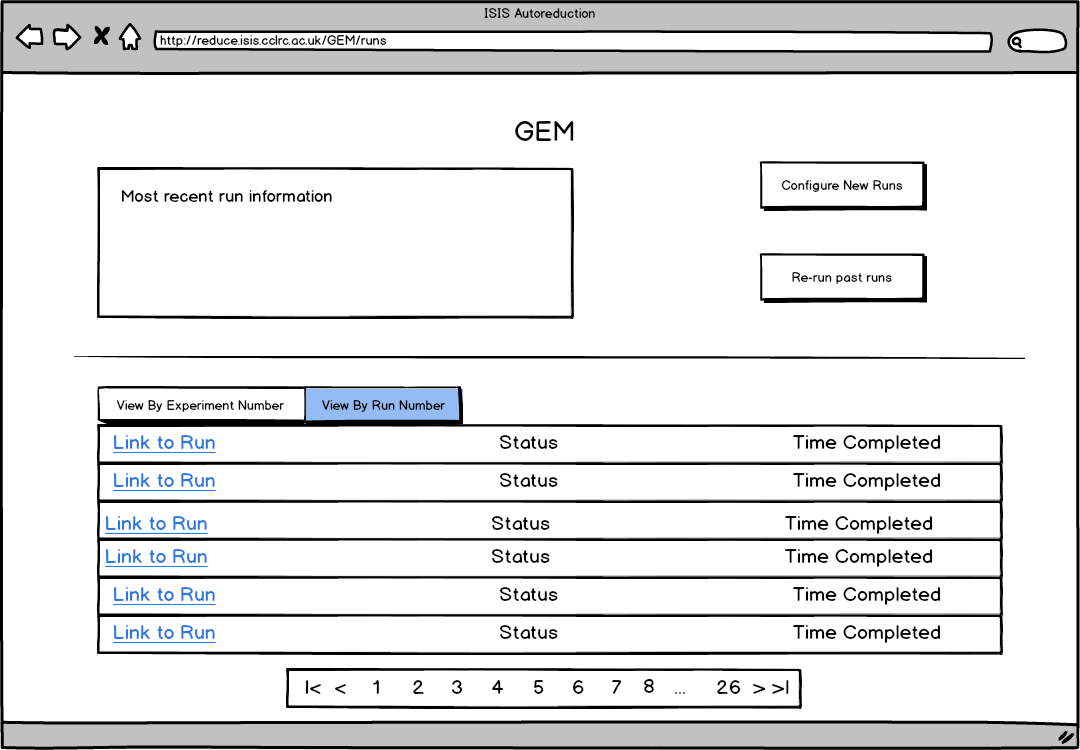 ISIS Autoreduction
http://reduce.isis.cclrc.ac.uk/GEM/runs
GEM
Most recent run information
Configure New Runs
Re-run past runs
View By Experiment Number View By Run Number
Link to Run Status Time Completed
Link to Run Status Time Completed
Link to Run Status Time Completed
Link to Run Status Time Completed
Link to Run Status Time Completed
Link to Run Status Time Completed
|< < 1 2 3 4 5 6 7 8 ... 26 > >|